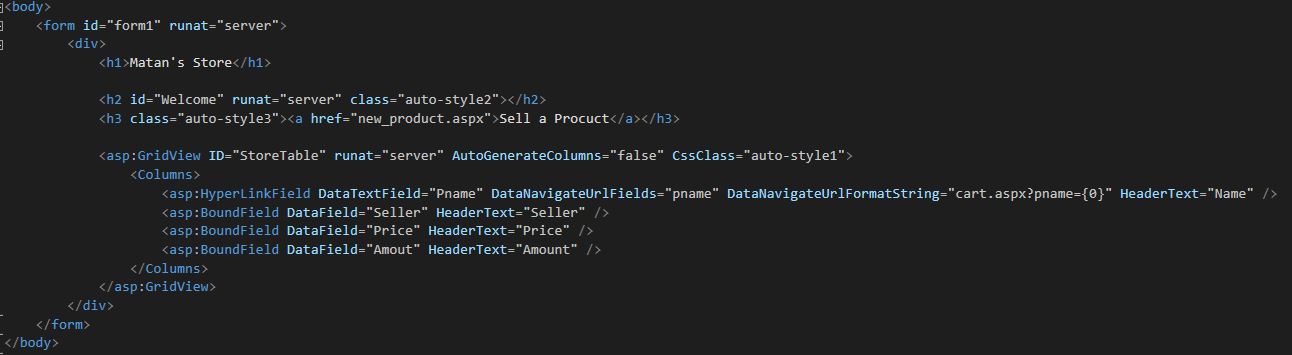 <body>
<form id="form1" runat="server">
<div>
<h1>Matan's Store</h1>
<h2 id="Welcome" runat="server" class="auto-style2"></h2>
<h3 class="auto-style3"><a href="new_product.aspx">Sell a Procuct</a></h3>
<asp:GridView ID="StoreTable" runat="server" AutoGenerateColumns="false" CssClass="auto-style1">
<Columns>
<asp:HyperLinkField DataTextField="Pname" DataNavigateUrlFields="pname" DataNavigateUrlFormatString="cart.aspx?pname={0}" HeaderText="Name" />
<asp:BoundField DataField="Seller" HeaderText="Seller" />
<asp:BoundField DataField="Price" HeaderText="Price" />
<asp:BoundField DataField="Amout" HeaderText="Amount" />
</Columns>
</asp:GridView>
</div>
</form>
</body>